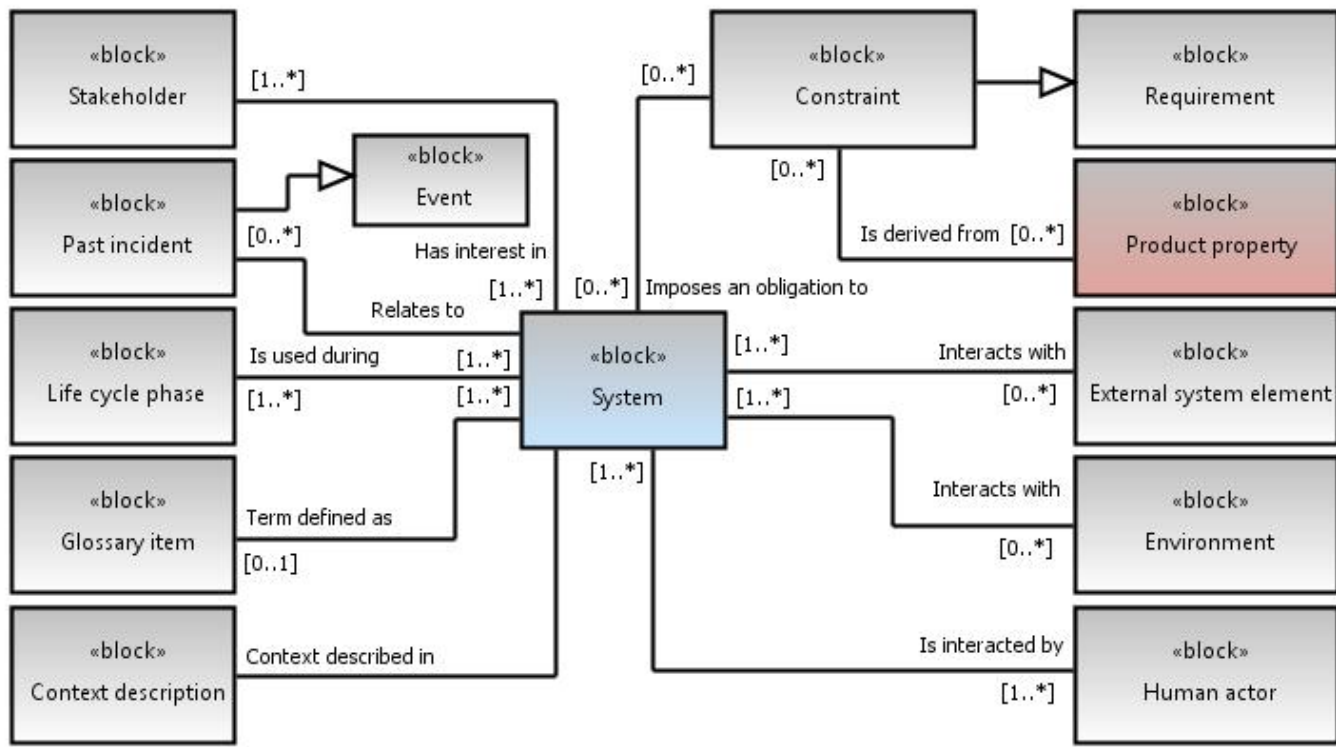 «block»
Stakeholder
[1..*]
«block»
Constraint
[0..*]
«block»
Requirement
«block»
Event
«block»
Past incident
[0..*]
[0..*]
«block»
Product property
Is derived from [0..*]
Has interest in
[1..*]
[0..*]
Imposes an obligation to
Relates to
[1..*]
«block»
System
[1..*]
Interacts with
[0..*]
«block»
External system element
«block»
Life cycle phase
Is used during
[1..*]
[1..*]
[1..*]
«block»
Glossary item
Term defined as
[0..1]
[1..*]
Interacts with
[0..*]
«block»
Environment
«block»
Context description
Context described in
Is interacted by
[1..*]
«block»
Human actor